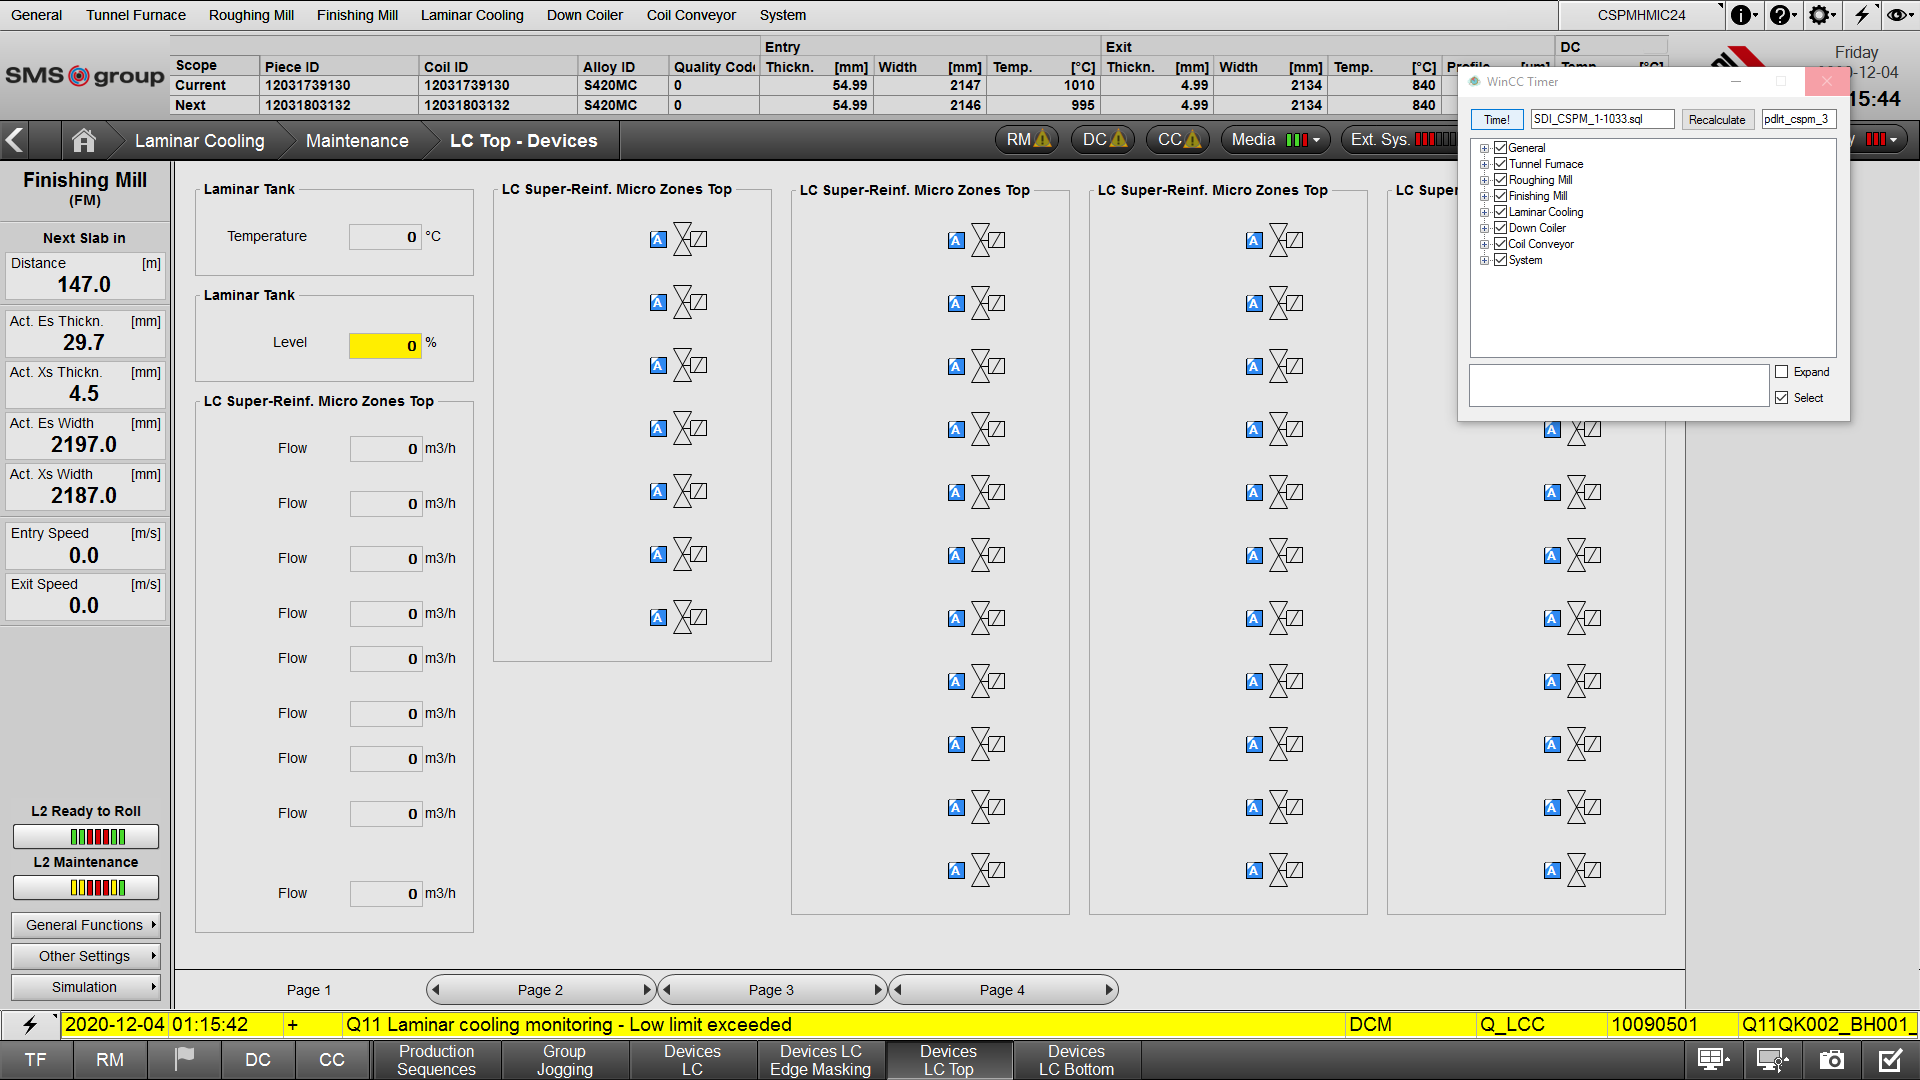 General Tunnel Furnace Roughing Mill Finishing Mill Laminar Cooling Down Coiler Coil Conveyor System CSPMHMIC24
SMS group
Entry Exit DC
Scope Piece ID Coil ID Alloy ID Quality Code Thickn. [mm] Width [mm] Temp. [°C] Thickn. [mm] Width [mm] Temp. [°C]
Current 12031739130 12031739130 S420MC 0 54.99 2147 1010 4.99 2134 840
Next 12031803132 12031803132 S420MC 0 54.99 2146 995 4.99 2134 840
Friday
-12-04
15:44
Laminar Cooling Maintenance LC Top - Devices RM DC CC Media Ext. Sys.
WinCC Timer
Time! SDI_CSPM_1-1033.sql Recalculate pdlrt_cspm_3
General
Tunnel Furnace
Roughing Mill
Finishing Mill
Laminar Cooling
Down Coiler
Coil Conveyor
System
Expand
Select
Finishing Mill
(FM)
Next Slab in
Distance [m]
147.0
Act. Es Thickn. [mm]
29.7
Act. Xs Thickn. [mm]
4.5
Act. Es Width [mm]
2197.0
Act. Xs Width [mm]
2187.0
Entry Speed [m/s]
0.0
Exit Speed [m/s]
0.0
L2 Ready to Roll
L2 Maintenance
General Functions
Other Settings
Simulation
Laminar Tank
Temperature 0 °C
Laminar Tank
Level 0 %
LC Super-Reinf. Micro Zones Top
Flow 0 m3/h
Flow 0 m3/h
Flow 0 m3/h
Flow 0 m3/h
Flow 0 m3/h
Flow 0 m3/h
Flow 0 m3/h
Flow 0 m3/h
Flow 0 m3/h
LC Super-Reinf. Micro Zones Top
A
A
A
A
A
A
A
LC Super-Reinf. Micro Zones Top
A
A
A
A
A
A
A
A
A
A
A
LC Super-Reinf. Micro Zones Top
A
A
A
A
A
A
A
A
A
A
A
LC Super
A
A
A
A
A
A
A
A
Page 1 Page 2 Page 3 Page 4
2020-12-04 01:15:42 + Q11 Laminar cooling monitoring - Low limit exceeded DCM Q_LCC 10090501 Q11QK002_BH001_
TF RM DC CC
Production Sequences
Group Jogging
Devices LC
Devices LC Edge Masking
Devices LC Top
Devices LC Bottom